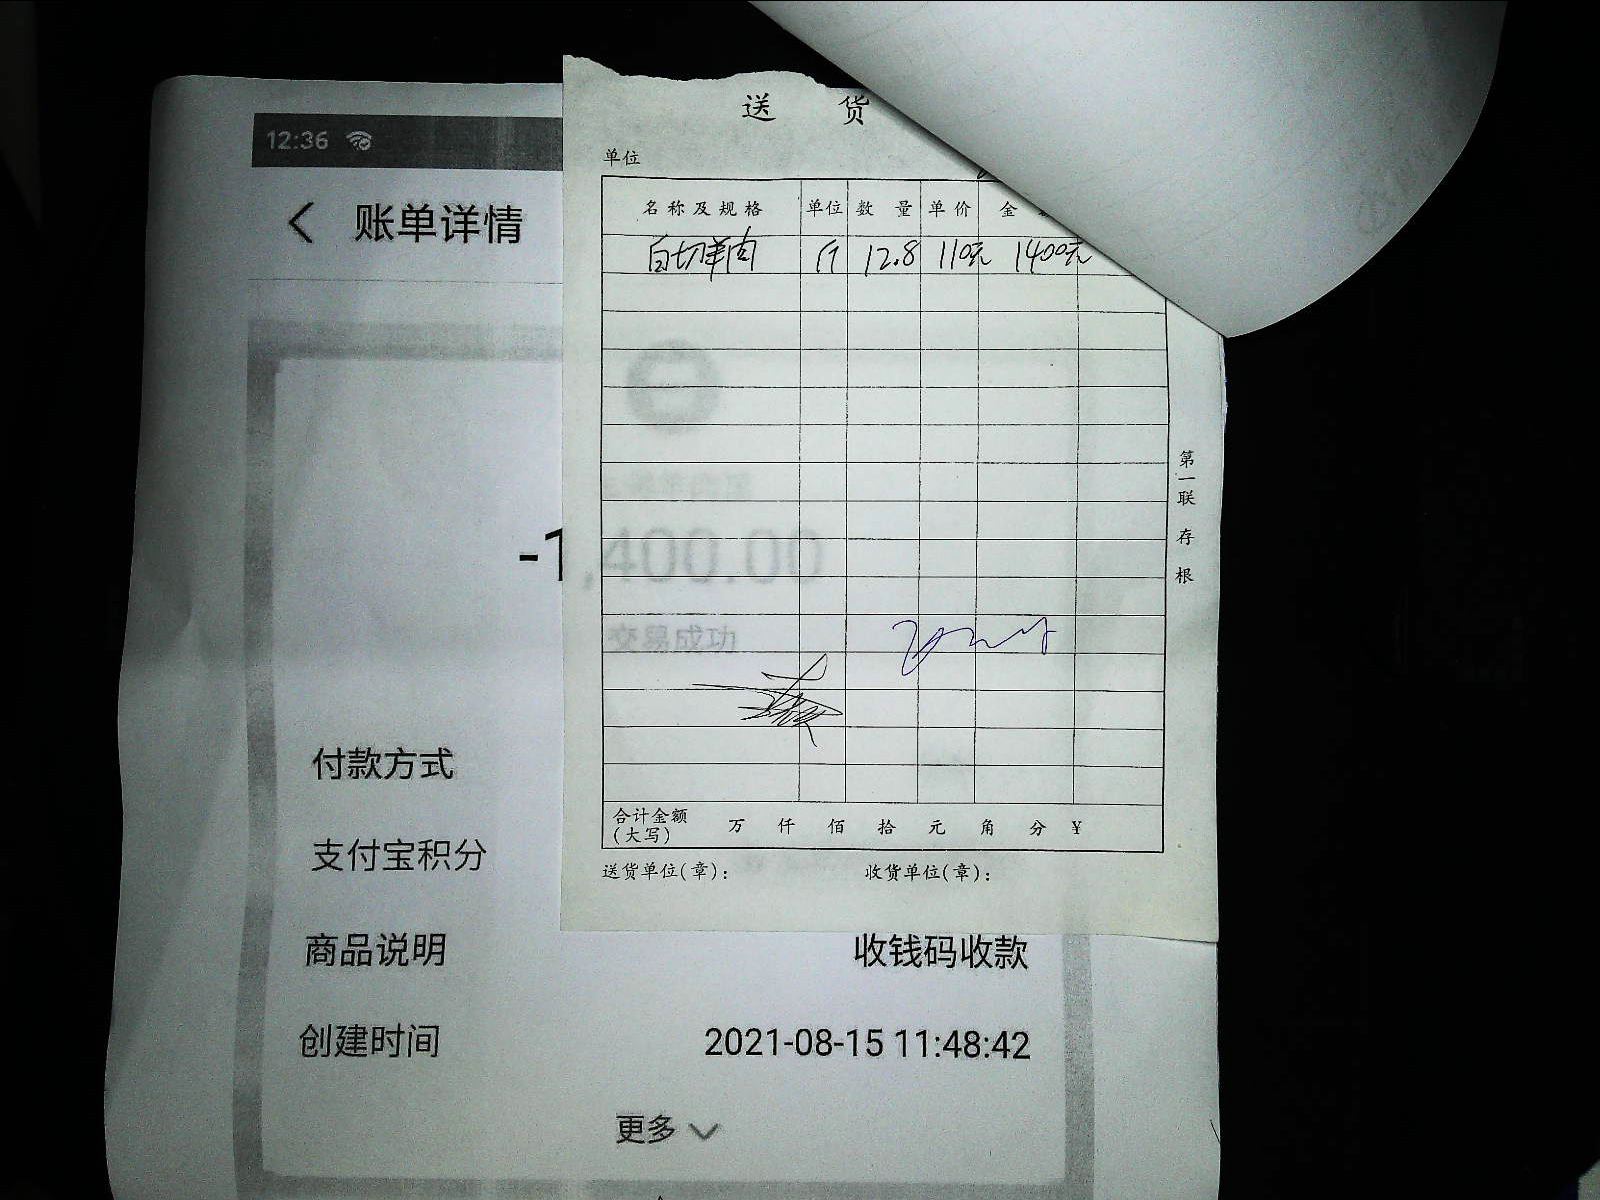 12:36
账单详情
送 货
单位
名称及规格 单位 数量 单价 金
白切羊肉 斤 12.8 110元 1400元
-1,400.00
交易成功
第一联 存根
付款方式
支付宝积分
合计金额(大写) 万 仟 佰 拾 元 角 分 ¥
送货单位(章): 收货单位(章):
商品说明 收钱码收款
创建时间 2021-08-15 11:48:42
更多